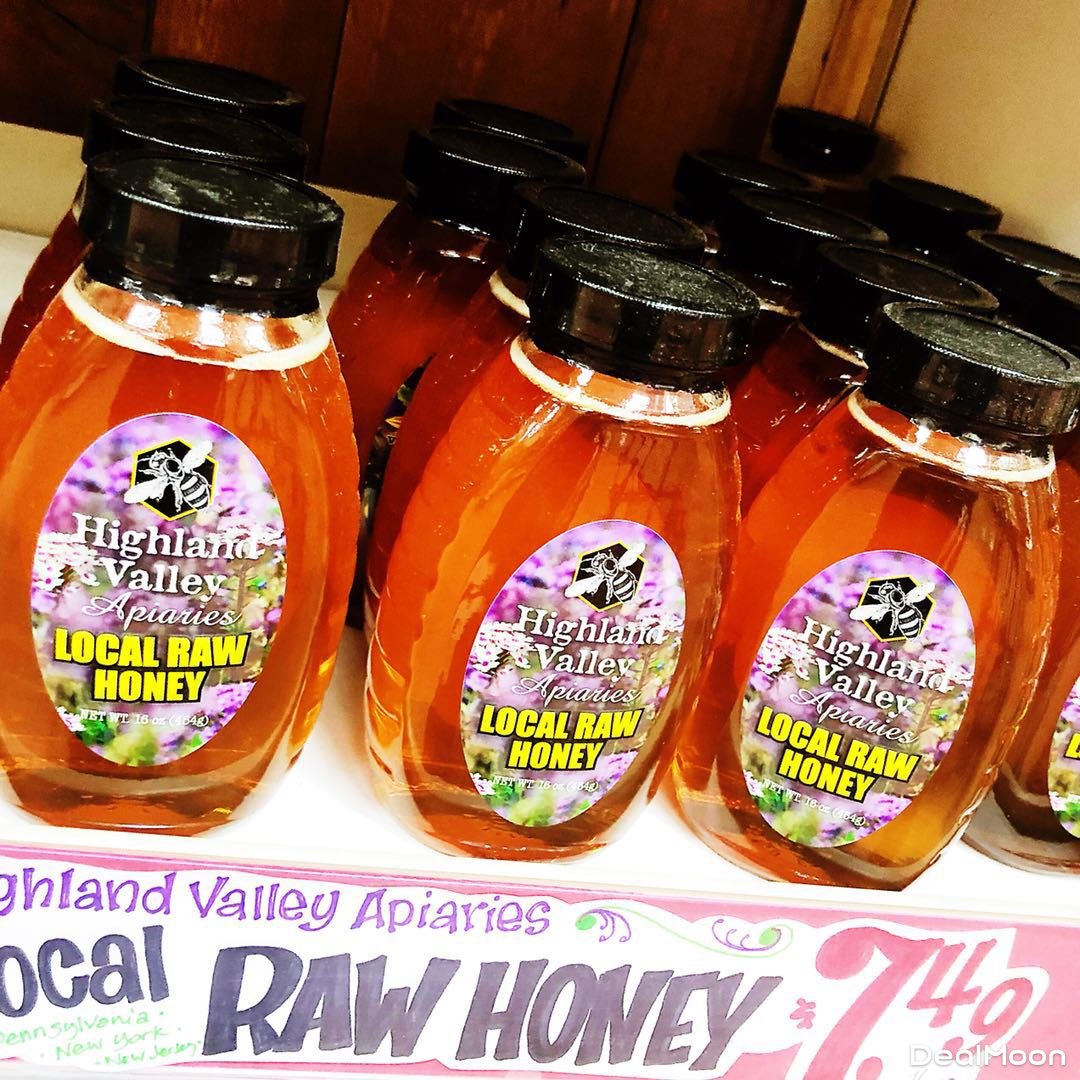 Highland
Valley
Apiaries
LOCAL RAW
HONEY
NET WT. 16 oz (454g)
Highland
Valley
Apiaries
LOCAL RAW
HONEY
NET WT. 16 oz (454g)
Highland
Valley
Apiaries
LOCAL RAW
HONEY
NET WT. 16 oz (454g)
ghland Valley Apiaries
ocal RAW HONEY $7.40
Pennsylvania ·
· New York ·
· New Jersey
DealMoon